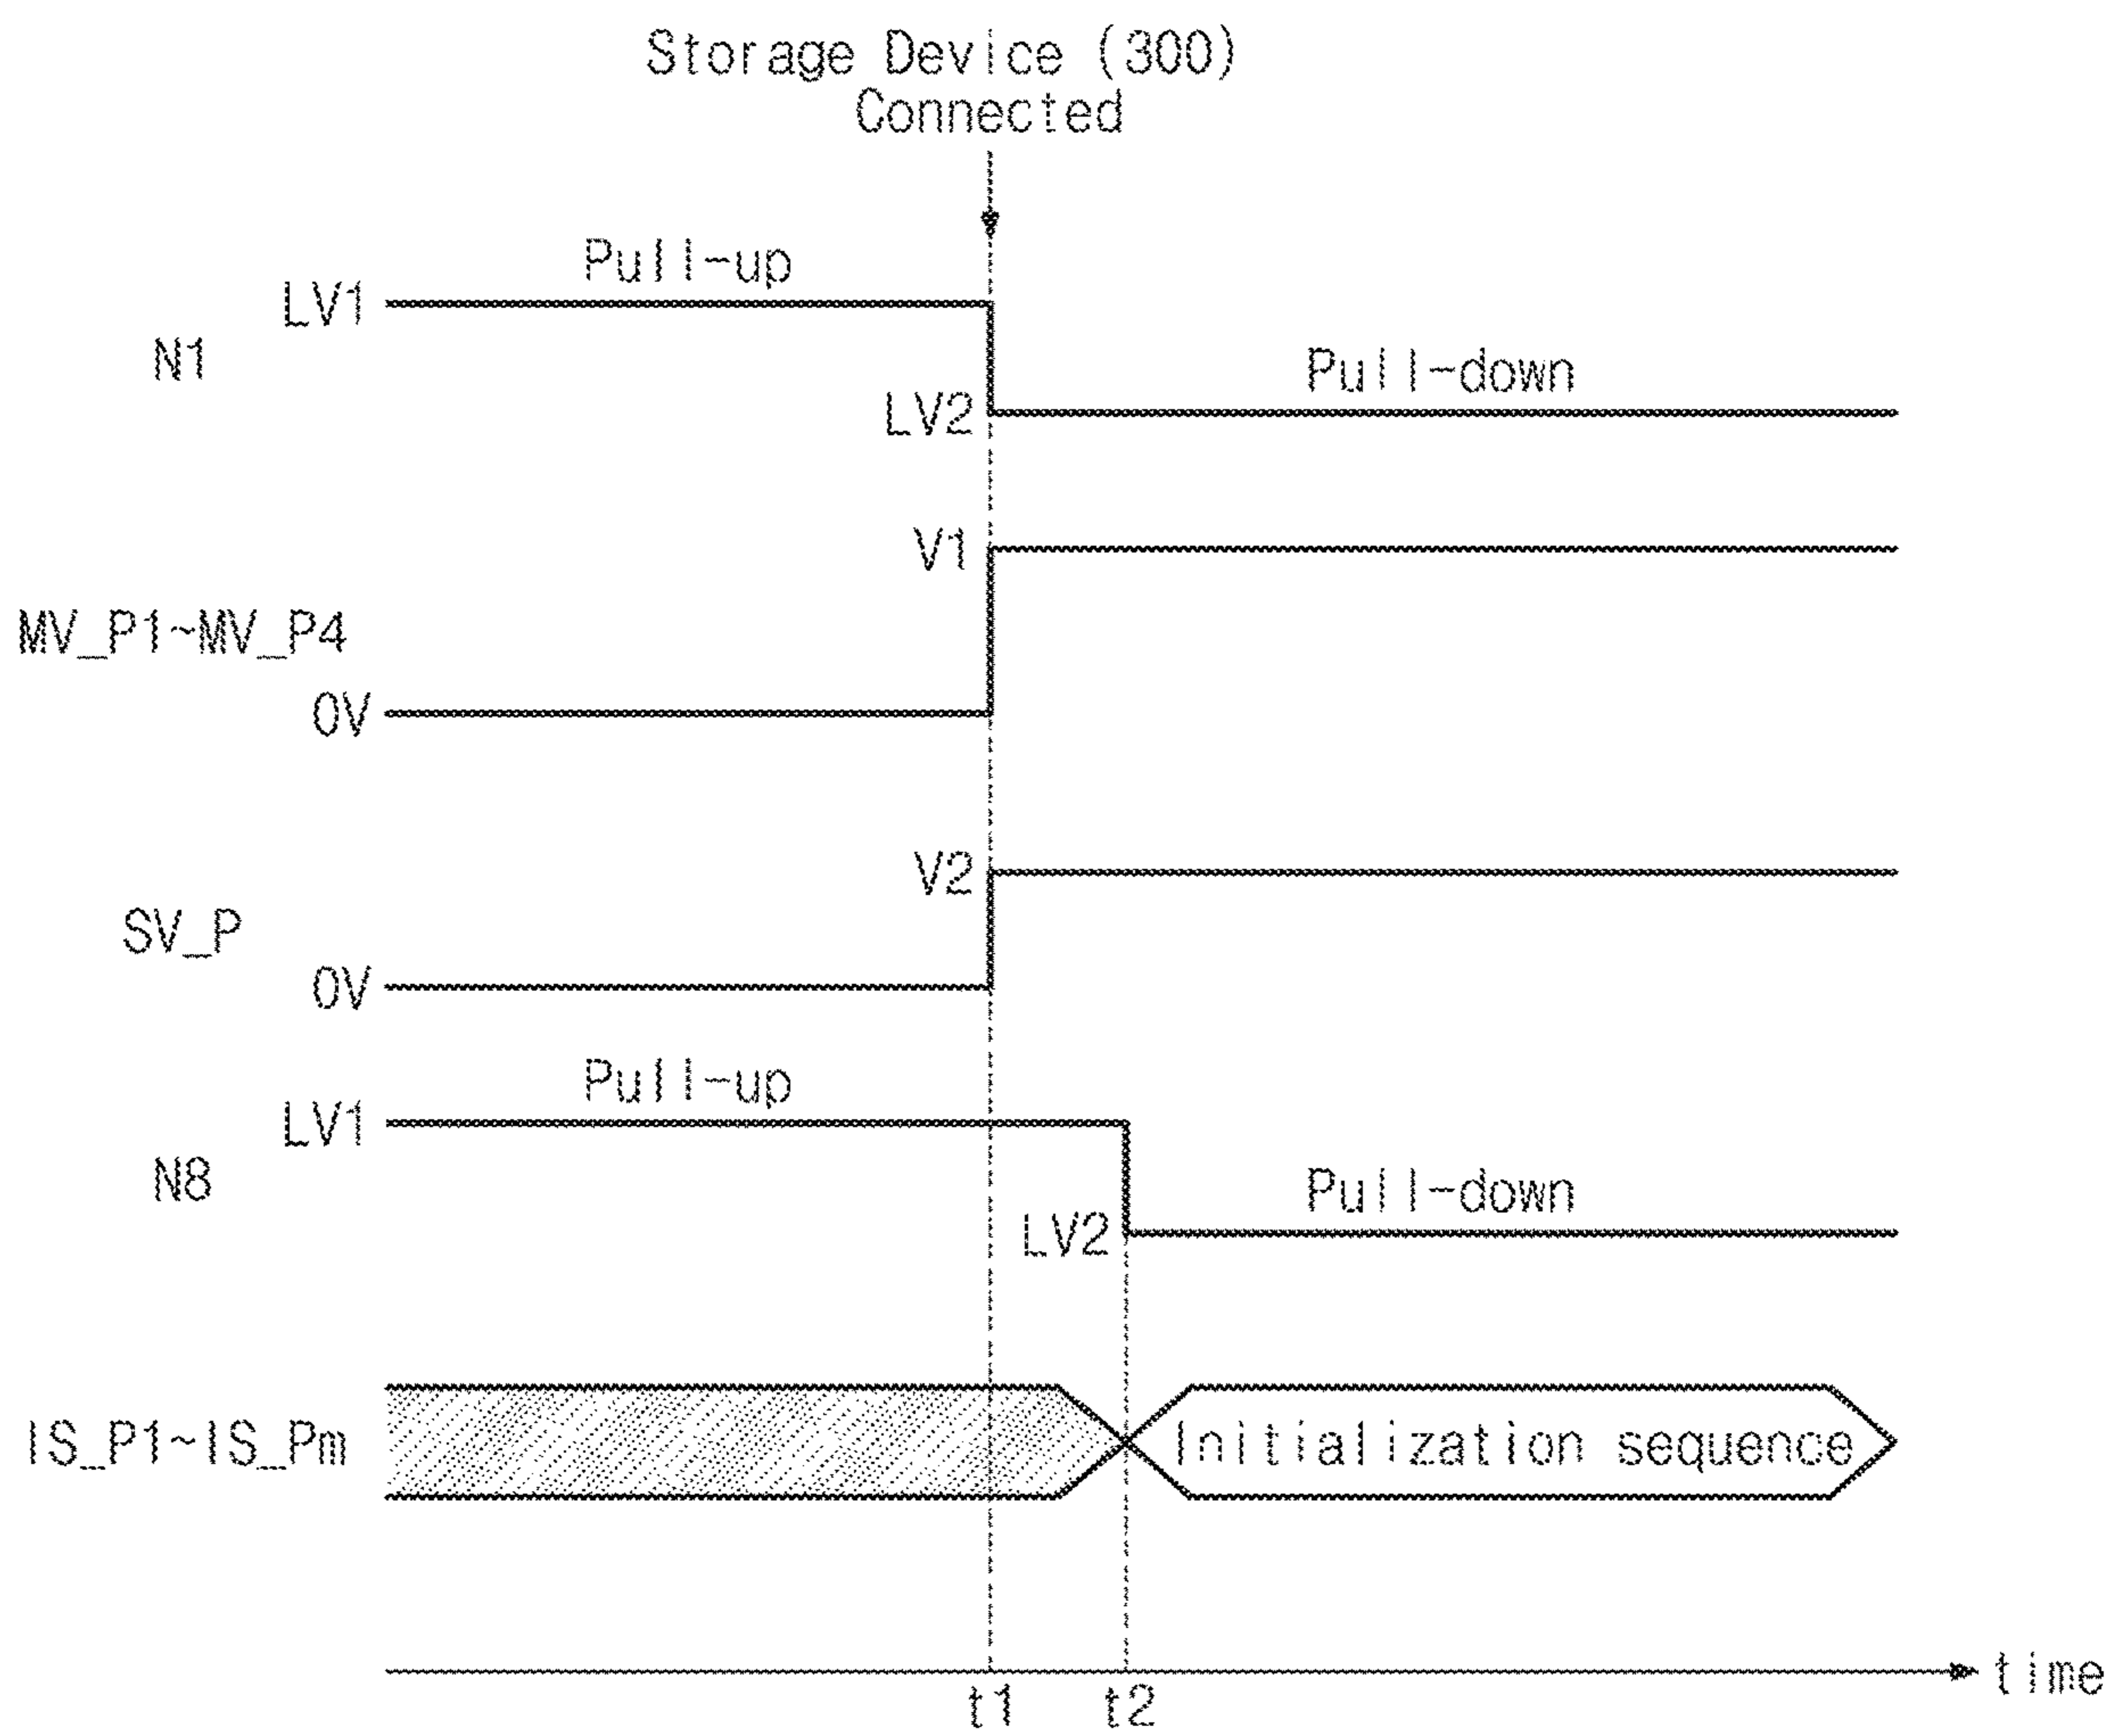 Storage Device (300)
Connected
Pull-up
LV1
N1
Pull-down
LV2
V1
MV_P1~MV_P4
0V
V2
SV_P
0V
Pull-up
LV1
N8
Pull-down
LV2
IS_P1~IS_Pm
Initialization sequence
time
t1
t2